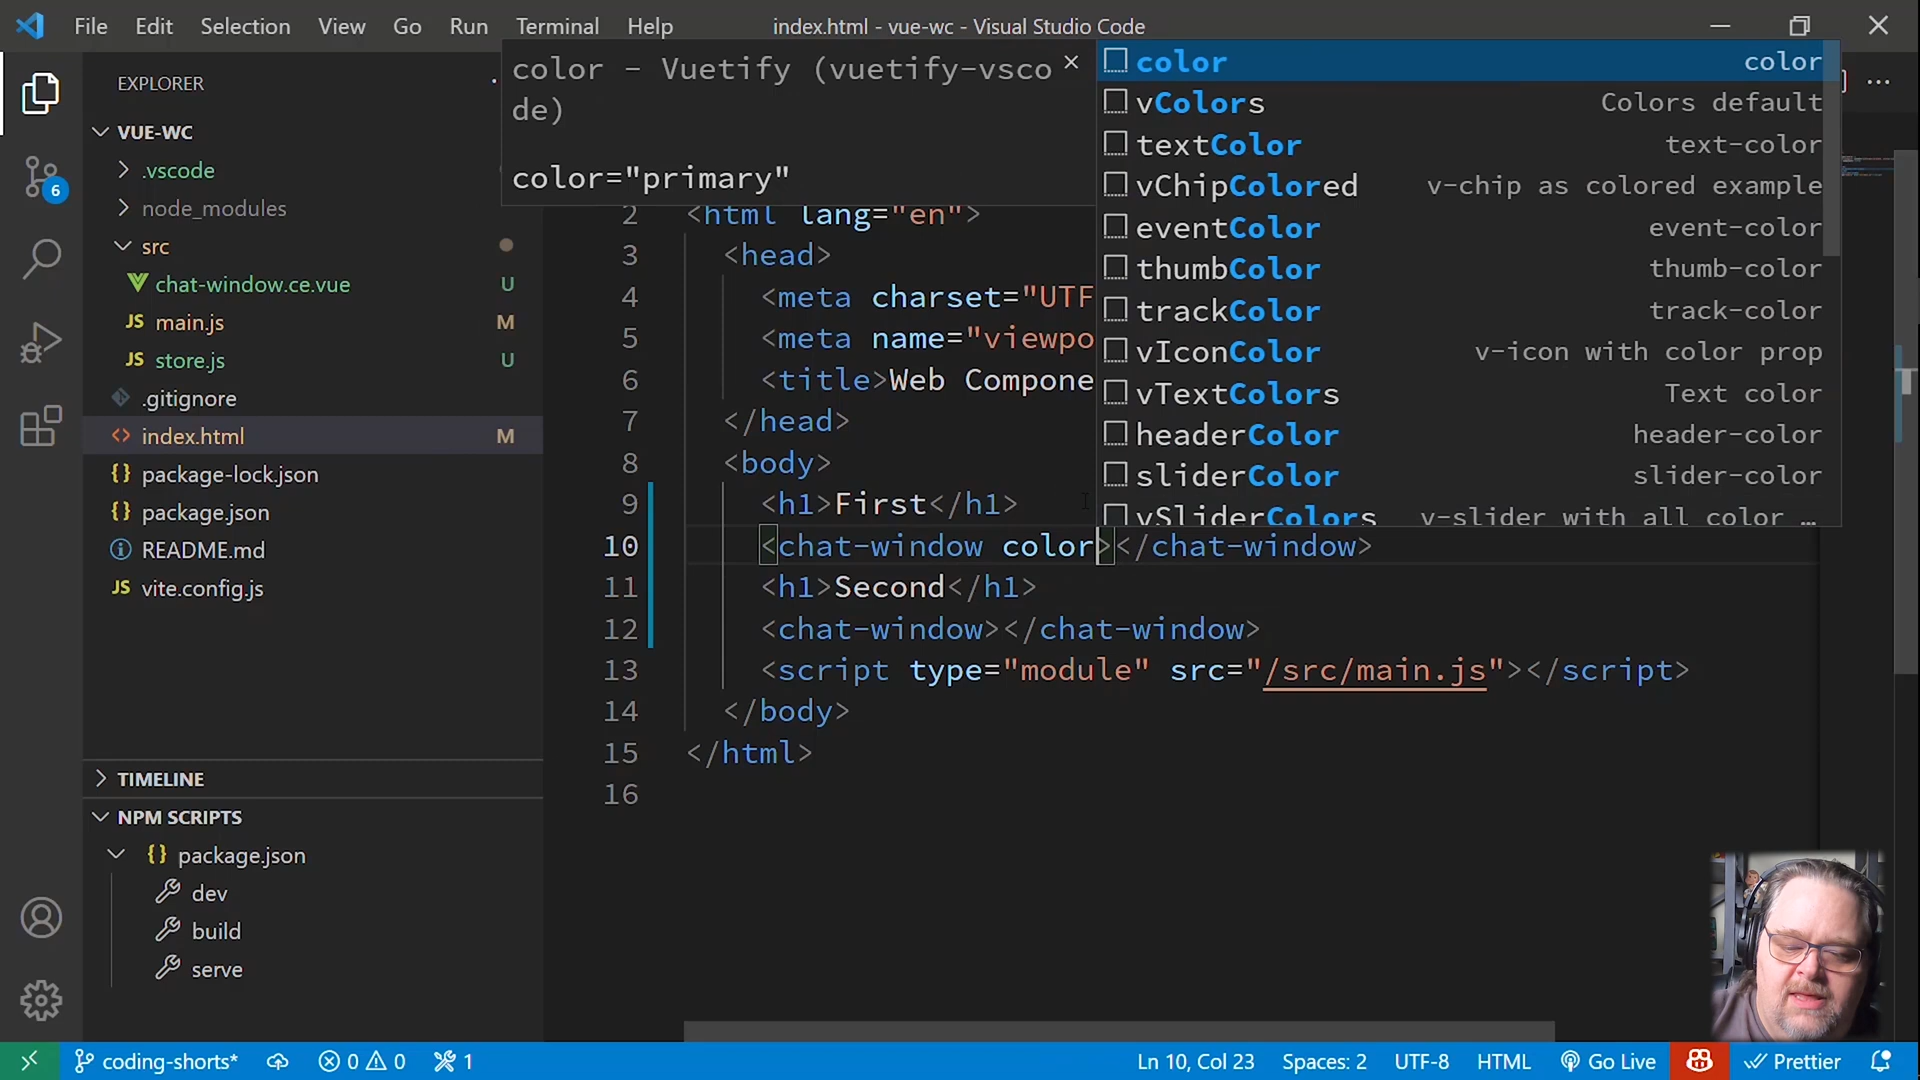 File Edit Selection View Go Run Terminal Help
index.html - vue-wc - Visual Studio Code
EXPLORER
VUE-WC
.vscode
node_modules
src
chat-window.ce.vue U
main.js M
store.js U
.gitignore
index.html M
package-lock.json
package.json
README.md
vite.config.js
TIMELINE
NPM SCRIPTS
package.json
dev
build
serve
6
color - Vuetify (vuetify-vsco
de)
color="primary"
color color
vColors Colors default
textColor text-color
vChipColored v-chip as colored example
eventColor event-color
thumbColor thumb-color
trackColor track-color
vIconColor v-icon with color prop
vTextColors Text color
headerColor header-color
sliderColor slider-color
vSliderColors v-slider with all color …
2 <html lang="en">
3 <head>
4 <meta charset="UTF
5 <meta name="viewpo
6 <title>Web Compone
7 </head>
8 <body>
9 <h1>First</h1>
10 <chat-window color></chat-window>
11 <h1>Second</h1>
12 <chat-window></chat-window>
13 <script type="module" src="/src/main.js"></script>
14 </body>
15 </html>
16
coding-shorts* 0 0 1
Ln 10, Col 23 Spaces: 2 UTF-8 HTML Go Live Prettier